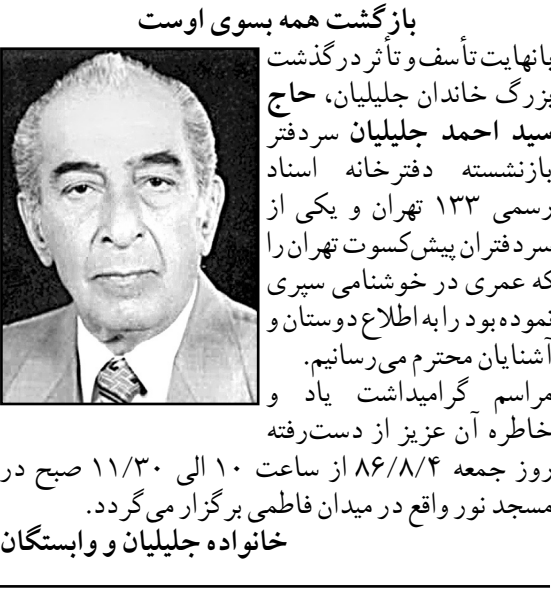 بازگشت همه بسوی اوست
بانهایت تأسف و تأثر درگذشت
بزرگ خاندان جلیلیان، حاج
سید احمد جلیلیان سردفتر
بازنشسته دفترخانه اسناد
رسمی ۱۳۳ تهران و یکی از
سردفتران پیش‌کسوت تهران را
که عمری در خوشنامی سپری
نموده بود را به اطلاع دوستان و
آشنایان محترم می‌رسانیم.
مراسم گرامیداشت یاد و
خاطره آن عزیز از دست‌رفته
روز جمعه ۸۶/۸/۴ از ساعت ۱۰ الی ۱۱/۳۰ صبح در
مسجد نور واقع در میدان فاطمی برگزار می‌گردد.
خانواده جلیلیان و وابستگان